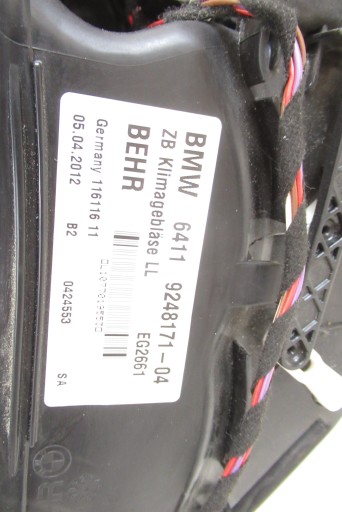 BMW 6411 9248171-04
ZB Klimagebläse LL EG2661
BEHR
Germany 116116 11
05.04.2012 B2 0424553 SA